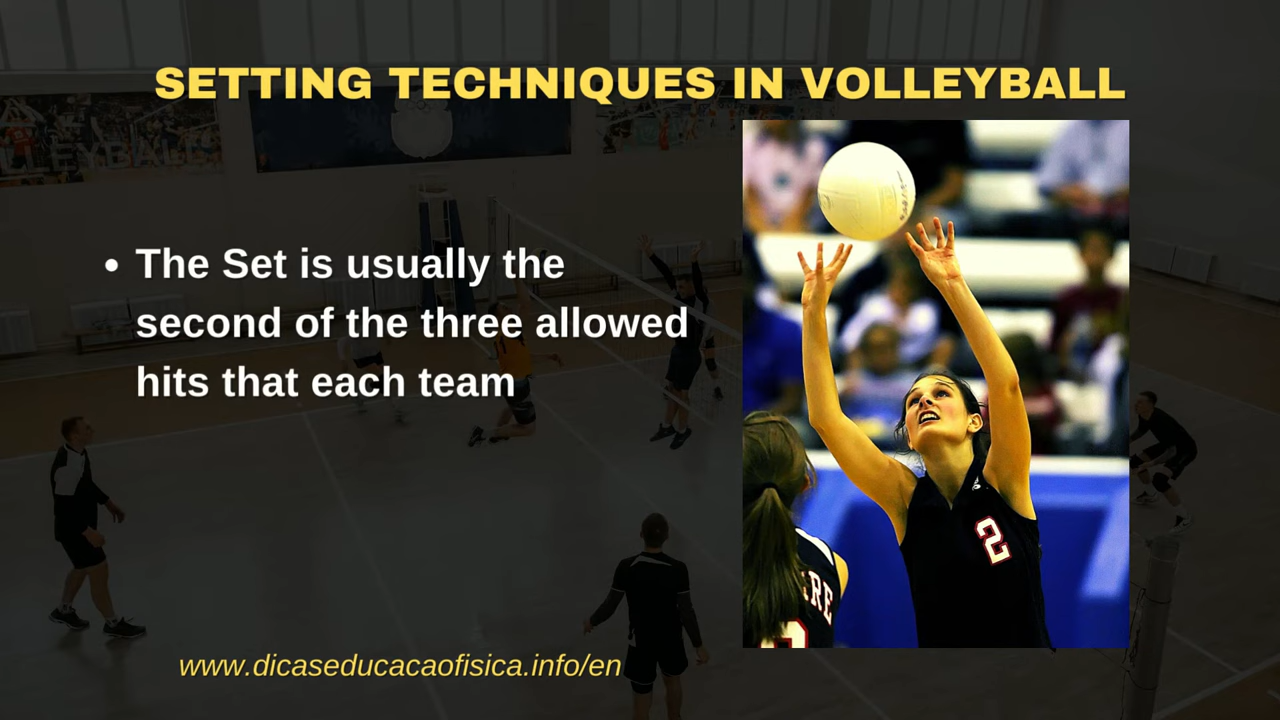 SETTING TECHNIQUES IN VOLLEYBALL
• The Set is usually the
second of the three allowed
hits that each team
2
RE
www.dicaseducacaofisica.info/en